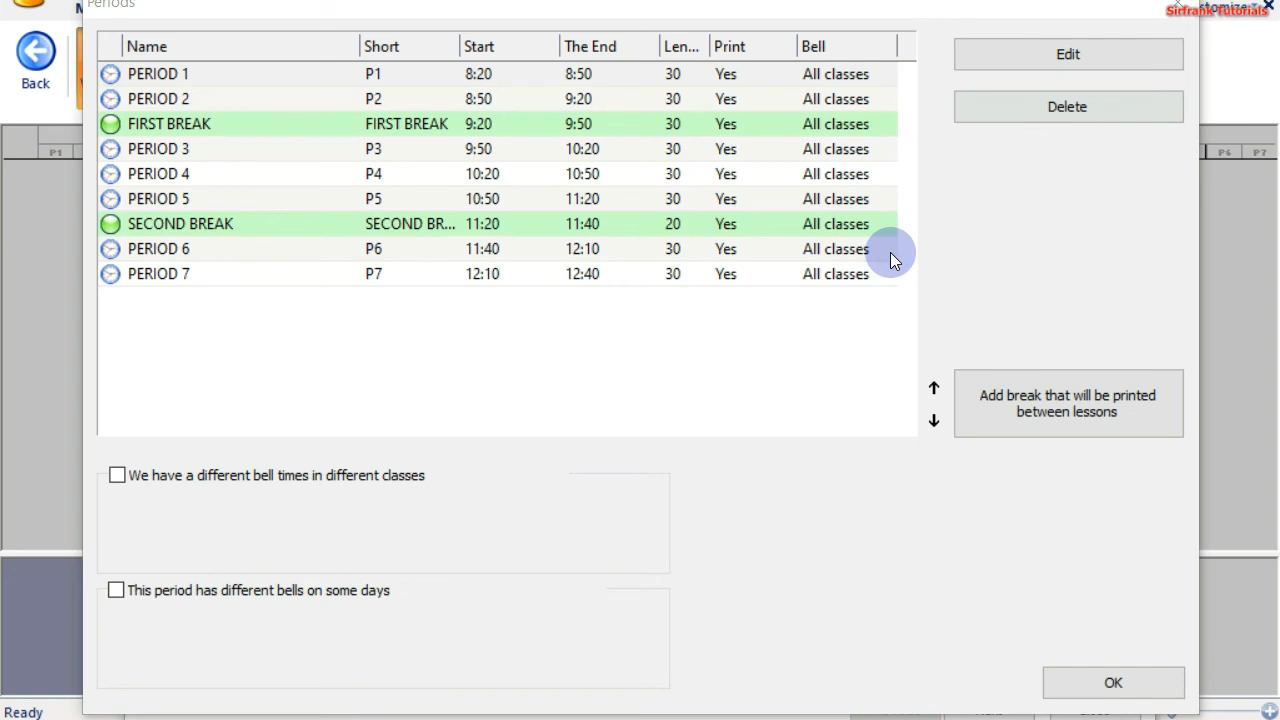 Periods
Sirfrank Tutorials
Back
Name Short Start The End Len... Print Bell
PERIOD 1 P1 8:20 8:50 30 Yes All classes
PERIOD 2 P2 8:50 9:20 30 Yes All classes
FIRST BREAK FIRST BREAK 9:20 9:50 30 Yes All classes
PERIOD 3 P3 9:50 10:20 30 Yes All classes
PERIOD 4 P4 10:20 10:50 30 Yes All classes
PERIOD 5 P5 10:50 11:20 30 Yes All classes
SECOND BREAK SECOND BR... 11:20 11:40 20 Yes All classes
PERIOD 6 P6 11:40 12:10 30 Yes All classes
PERIOD 7 P7 12:10 12:40 30 Yes All classes
Edit
Delete
P1
P6 P7
Add break that will be printed
between lessons
We have a different bell times in different classes
This period has different bells on some days
OK
Ready